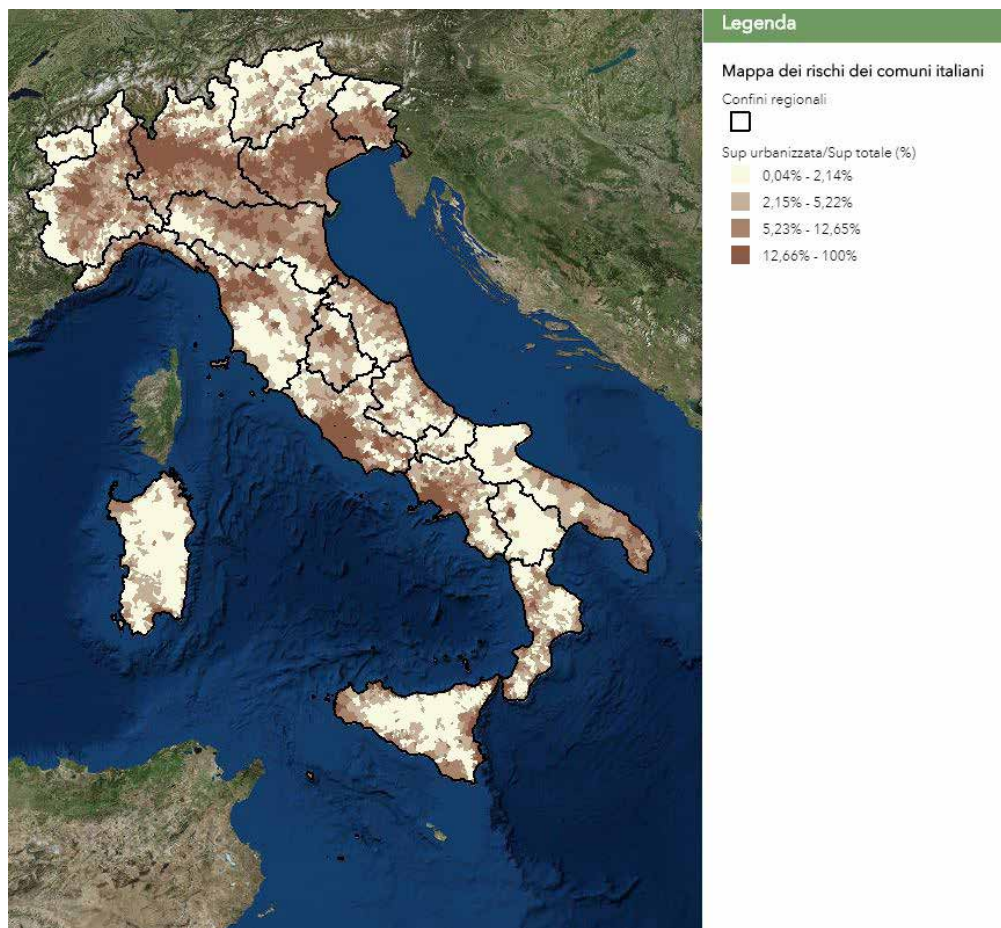 Legenda
Mappa dei rischi dei comuni italiani
Confini regionali
Sup urbanizzata/Sup totale (%)
0,04% - 2,14%
2,15% - 5,22%
5,23% - 12,65%
12,66% - 100%